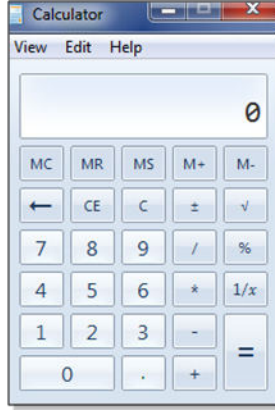 Calculator
View Edit Help
0
MC MR MS M+ M-
← CE C ± √
7 8 9 / %
4 5 6 * 1/x
1 2 3 - =
0 . +